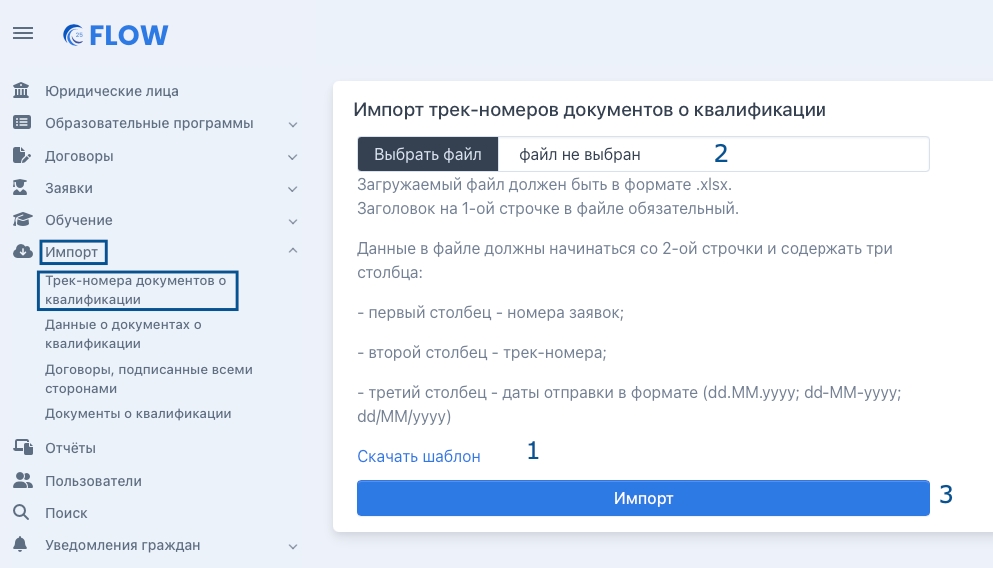 25 FLOW
Юридические лица
Образовательные программы
Договоры
Заявки
Обучение
Импорт
Трек-номера документов о
квалификации
Данные о документах о
квалификации
Договоры, подписанные всеми
сторонами
Документы о квалификации
Отчёты
Пользователи
Поиск
Уведомления граждан
Импорт трек-номеров документов о квалификации
Выбрать файл файл не выбран 2
Загружаемый файл должен быть в формате .xlsx.
Заголовок на 1-ой строчке в файле обязательный.
Данные в файле должны начинаться со 2-ой строчки и содержать три
столбца:
- первый столбец - номера заявок;
- второй столбец - трек-номера;
- третий столбец - даты отправки в формате (dd.MM.yyyy; dd-MM-yyyy;
dd/MM/yyyy)
Скачать шаблон 1
Импорт 3